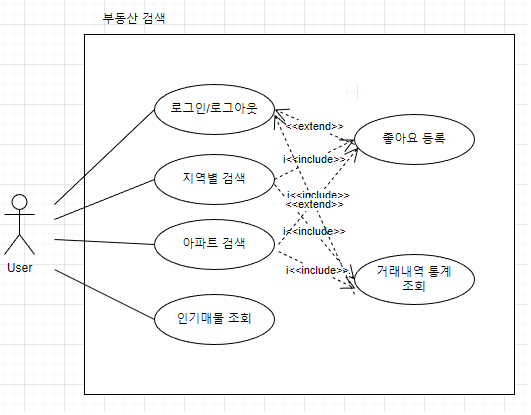 부동산 검색
로그인/로그아웃
<<extend>>
좋아요 등록
i<<include>>
지역별 검색
i<<include>>
<<extend>>
i<<include>>
아파트 검색
User
i<<include>>
거래내역 통계
조회
인기매물 조회